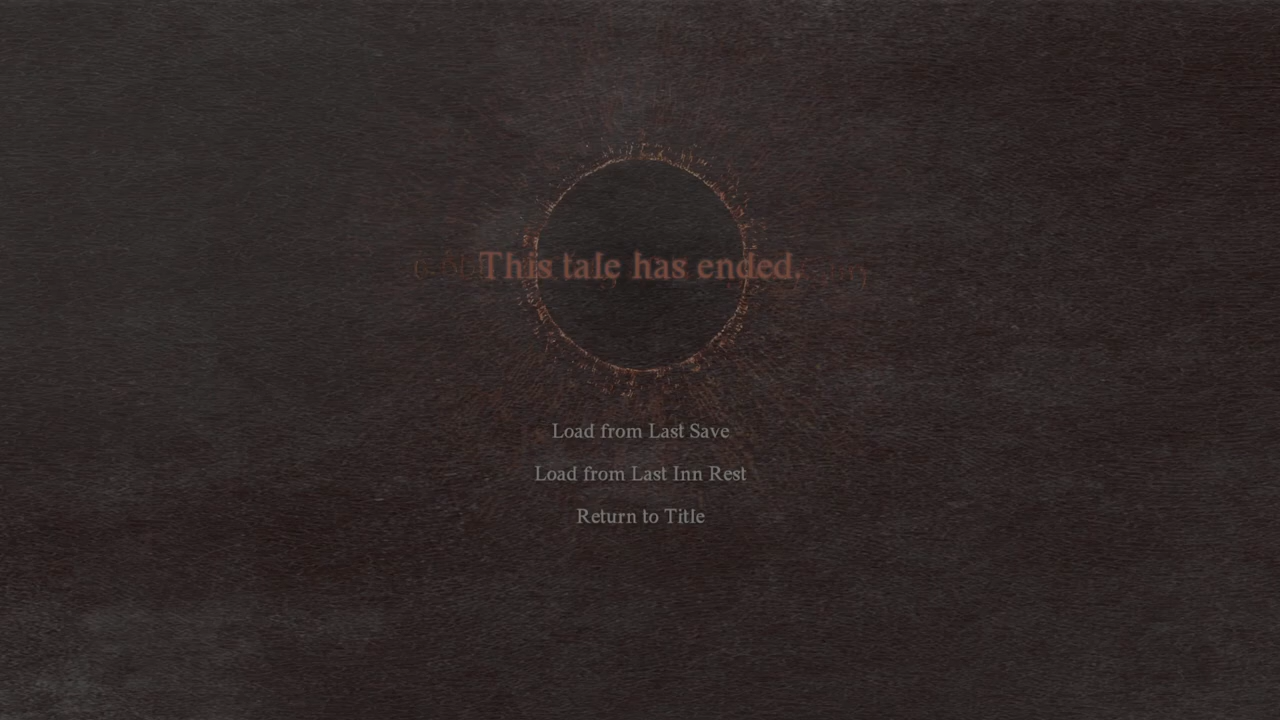 This tale has ended.
Load from Last Save
Load from Last Inn Rest
Return to Title